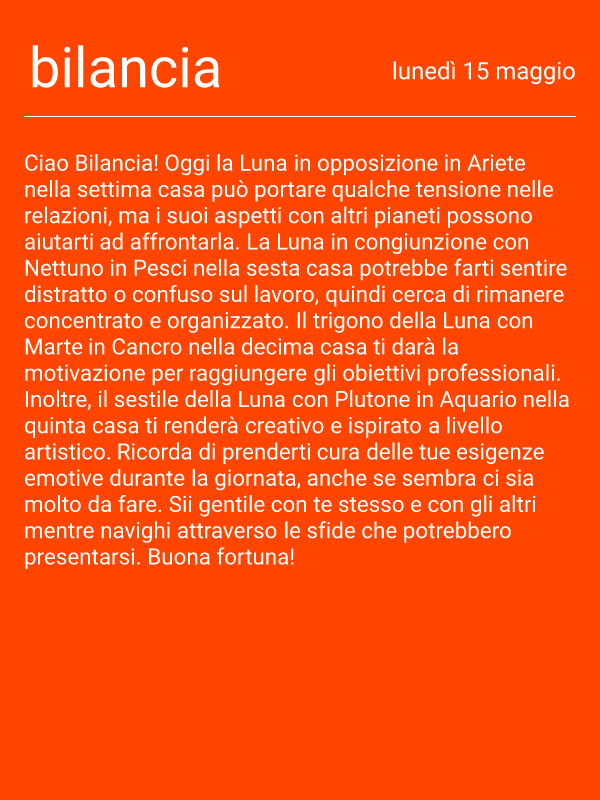 bilancia
lunedì 15 maggio
Ciao Bilancia! Oggi la Luna in opposizione in Ariete
nella settima casa può portare qualche tensione nelle
relazioni, ma i suoi aspetti con altri pianeti possono
aiutarti ad affrontarla. La Luna in congiunzione con
Nettuno in Pesci nella sesta casa potrebbe farti sentire
distratto o confuso sul lavoro, quindi cerca di rimanere
concentrato e organizzato. Il trigono della Luna con
Marte in Cancro nella decima casa ti darà la
motivazione per raggiungere gli obiettivi professionali.
Inoltre, il sestile della Luna con Plutone in Aquario nella
quinta casa ti renderà creativo e ispirato a livello
artistico. Ricorda di prenderti cura delle tue esigenze
emotive durante la giornata, anche se sembra ci sia
molto da fare. Sii gentile con te stesso e con gli altri
mentre navighi attraverso le sfide che potrebbero
presentarsi. Buona fortuna!